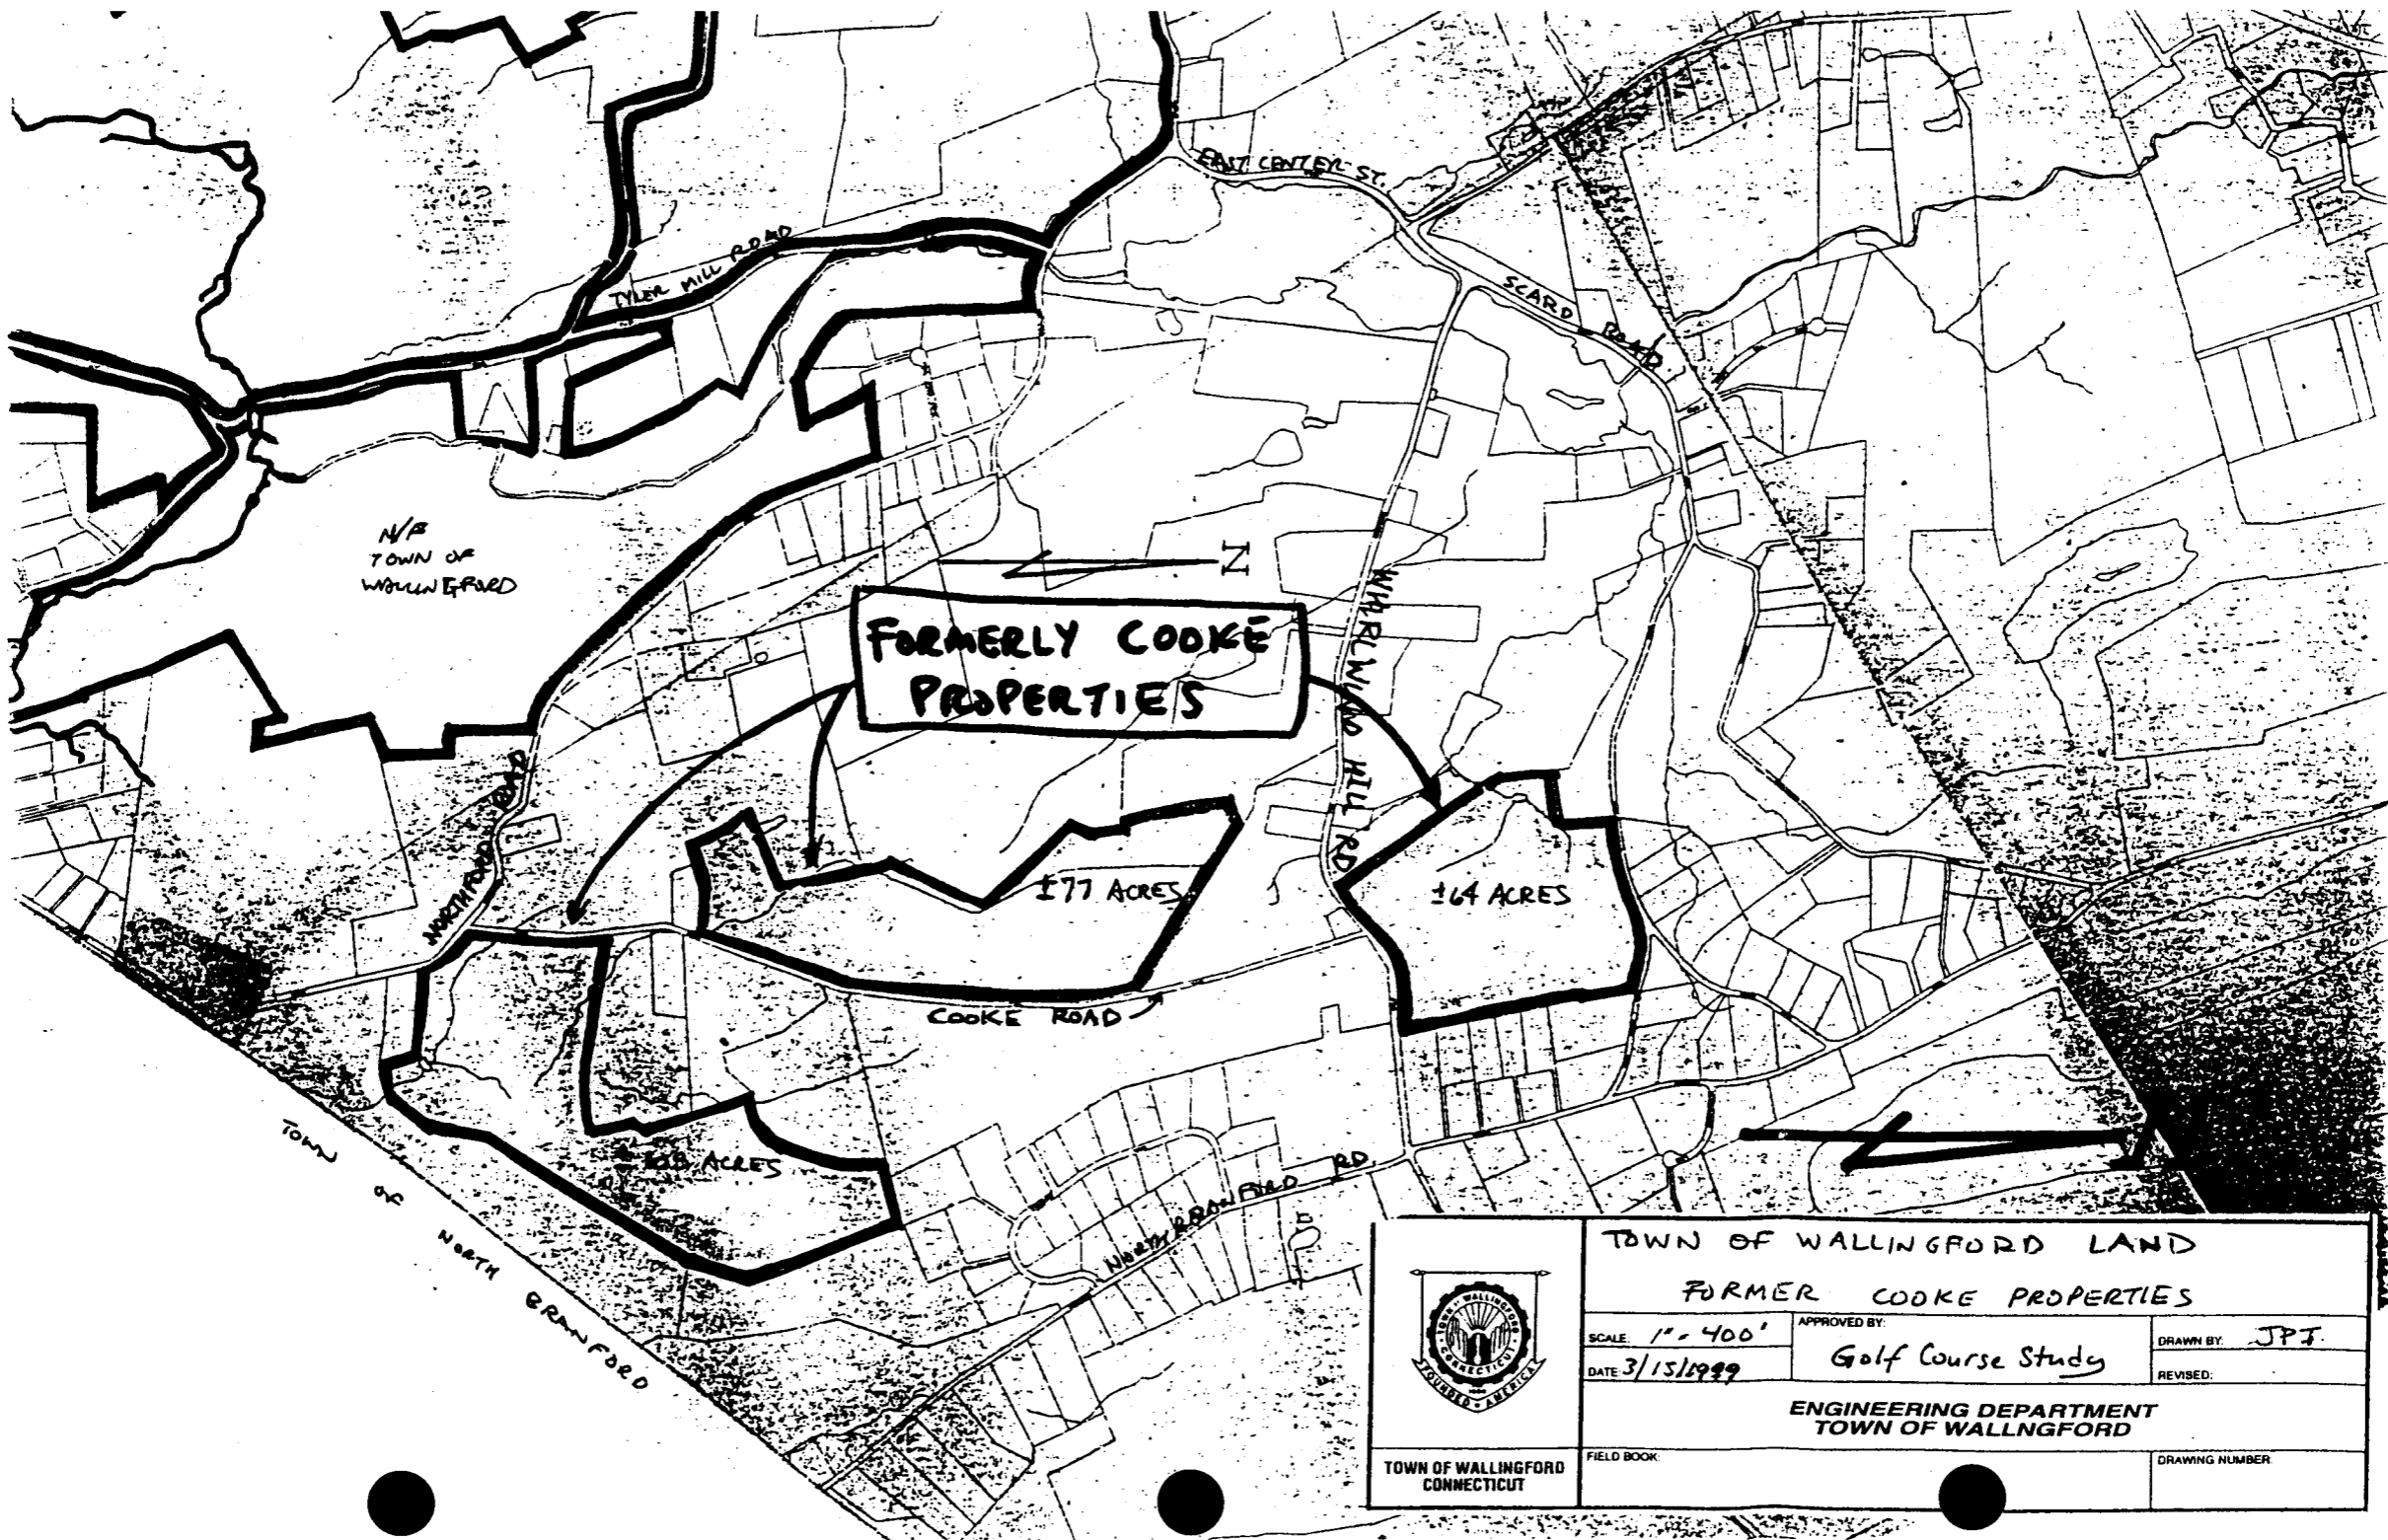 EAST CENTER ST.
TYLER MILL ROAD
SCARD ROAD
N/F
TOWN OF
WALLINGFORD
N
FORMERLY COOKE
PROPERTIES
WHIRLWIND HILL RD
NORTHFORD ROAD
±77 ACRES
±64 ACRES
COOKE ROAD
ACRES
TOWN OF NORTH BRANFORD
NORTH BRANFORD RD.
N
TOWN OF WALLINGFORD LAND
FORMER COOKE PROPERTIES
SCALE: 1" = 400'
APPROVED BY:
Golf Course Study
DRAWN BY: JPT.
DATE 3/15/1999
REVISED:
ENGINEERING DEPARTMENT
TOWN OF WALLNGFORD
TOWN OF WALLINGFORD
CONNECTICUT
FOUNDED AMERICA
FIELD BOOK:
DRAWING NUMBER